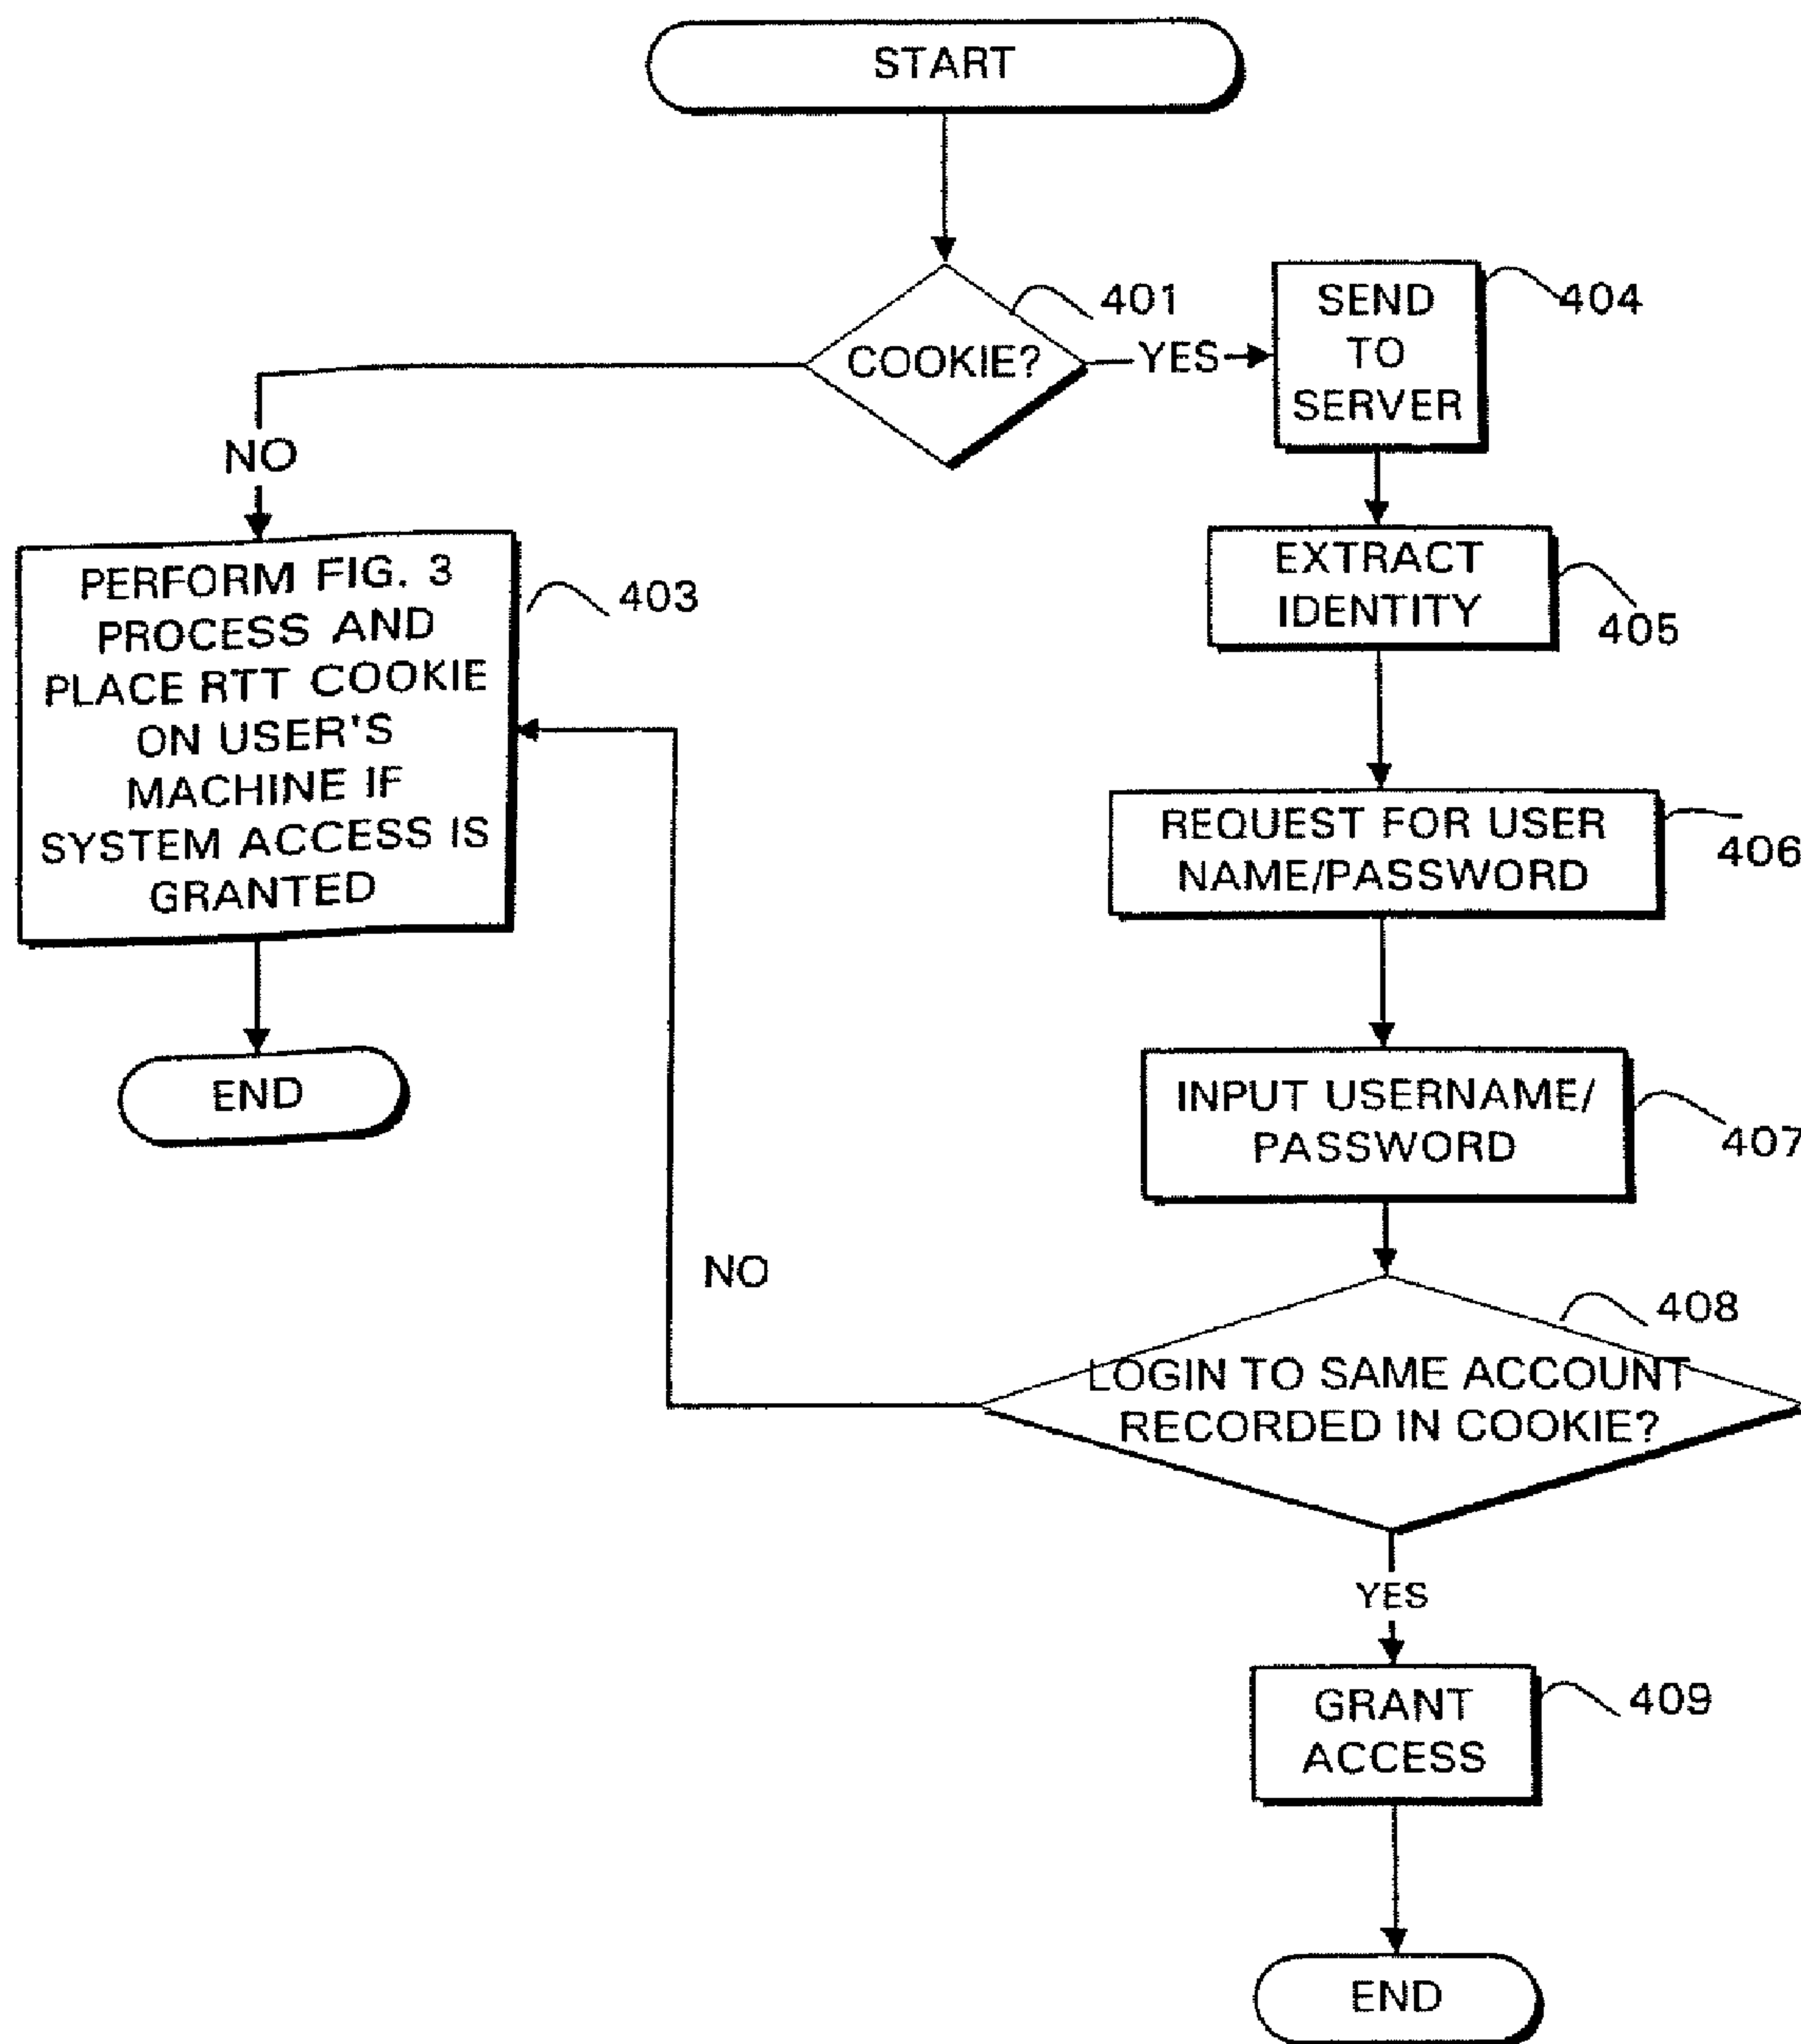 START
COOKIE?
401
YES
SEND
TO
SERVER
404
NO
EXTRACT
IDENTITY
405
PERFORM FIG. 3
PROCESS AND
PLACE RTT COOKIE
ON USER'S
MACHINE IF
SYSTEM ACCESS IS
GRANTED
403
REQUEST FOR USER
NAME/PASSWORD
406
END
INPUT USERNAME/
PASSWORD
407
NO
LOGIN TO SAME ACCOUNT
RECORDED IN COOKIE?
408
YES
GRANT
ACCESS
409
END